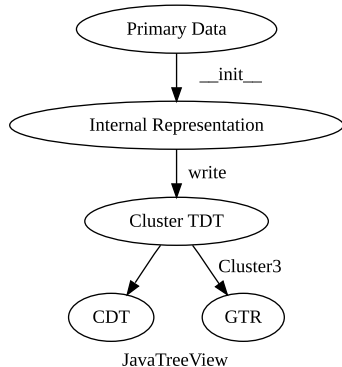 Primary Data
__init__
Internal Representation
write
Cluster TDT
Cluster3
CDT
GTR
JavaTreeView